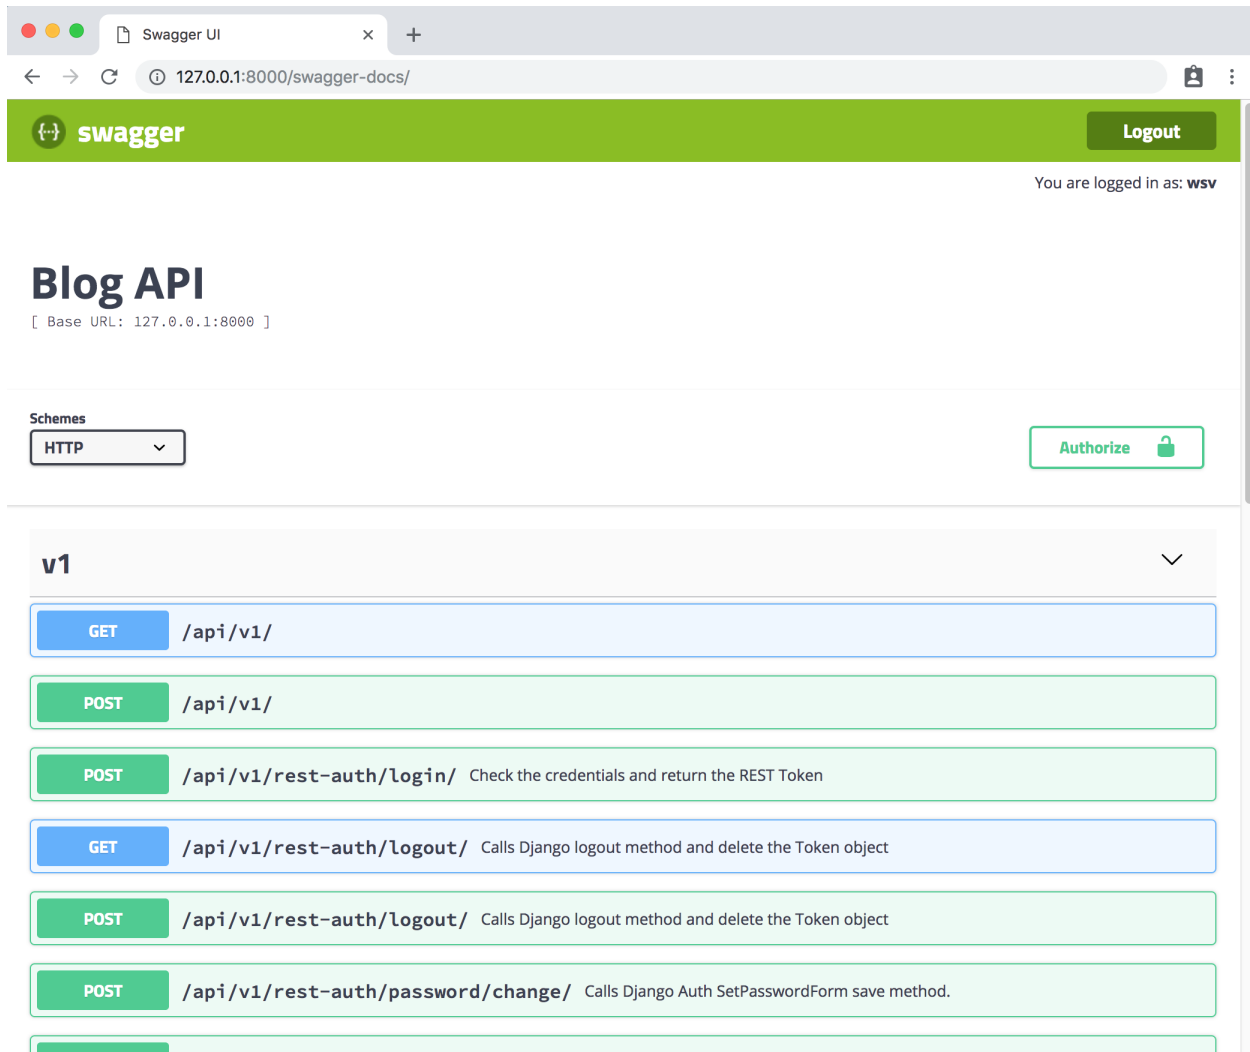 Swagger UI
127.0.0.1:8000/swagger-docs/
swagger
Logout
You are logged in as: wsv
Blog API
[ Base URL: 127.0.0.1:8000 ]
Schemes
HTTP
Authorize
v1
GET /api/v1/
POST /api/v1/
POST /api/v1/rest-auth/login/ Check the credentials and return the REST Token
GET /api/v1/rest-auth/logout/ Calls Django logout method and delete the Token object
POST /api/v1/rest-auth/logout/ Calls Django logout method and delete the Token object
POST /api/v1/rest-auth/password/change/ Calls Django Auth SetPasswordForm save method.